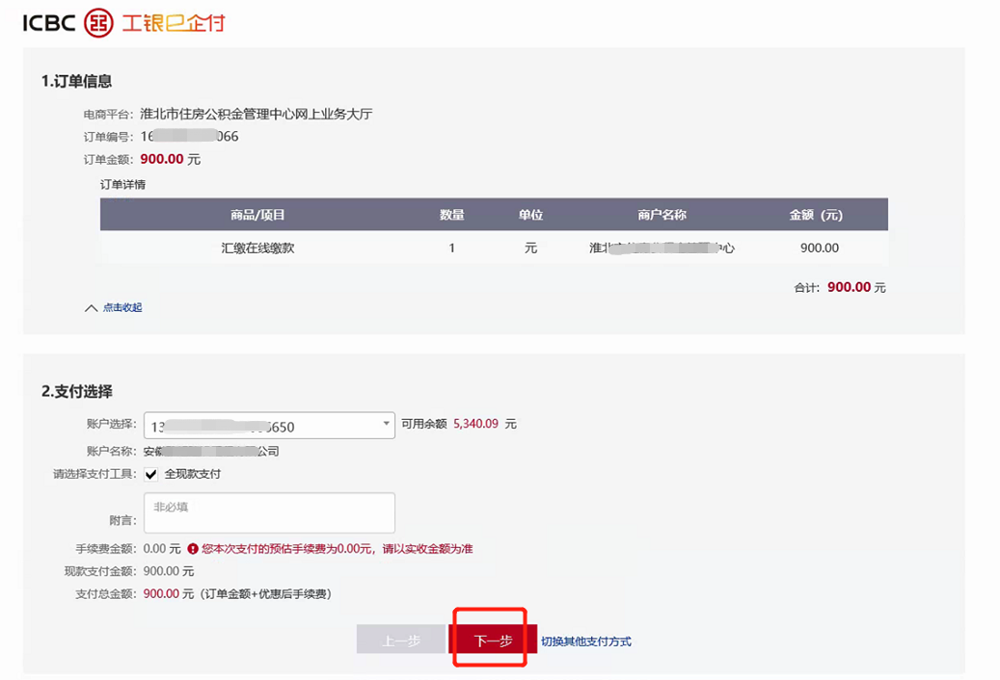 ICBC 工银e企付
1.订单信息
电商平台：淮北市住房公积金管理中心网上业务大厅
订单编号：16 066
订单金额：900.00 元
订单详情
商品/项目 数量 单位 商户名称 金额（元）
汇缴在线缴款 1 元 淮北 中心 900.00
合计：900.00 元
点击收起
2.支付选择
账户选择：13 6650 可用余额 5,340.09 元
账户名称：安徽 公司
请选择支付工具：全现款支付
附言：非必填
手续费金额：0.00 元 您本次支付的预估手续费为0.00元，请以实收金额为准
现款支付金额：900.00 元
支付总金额：900.00 元（订单金额+优惠后手续费）
上一步 下一步 切换其他支付方式